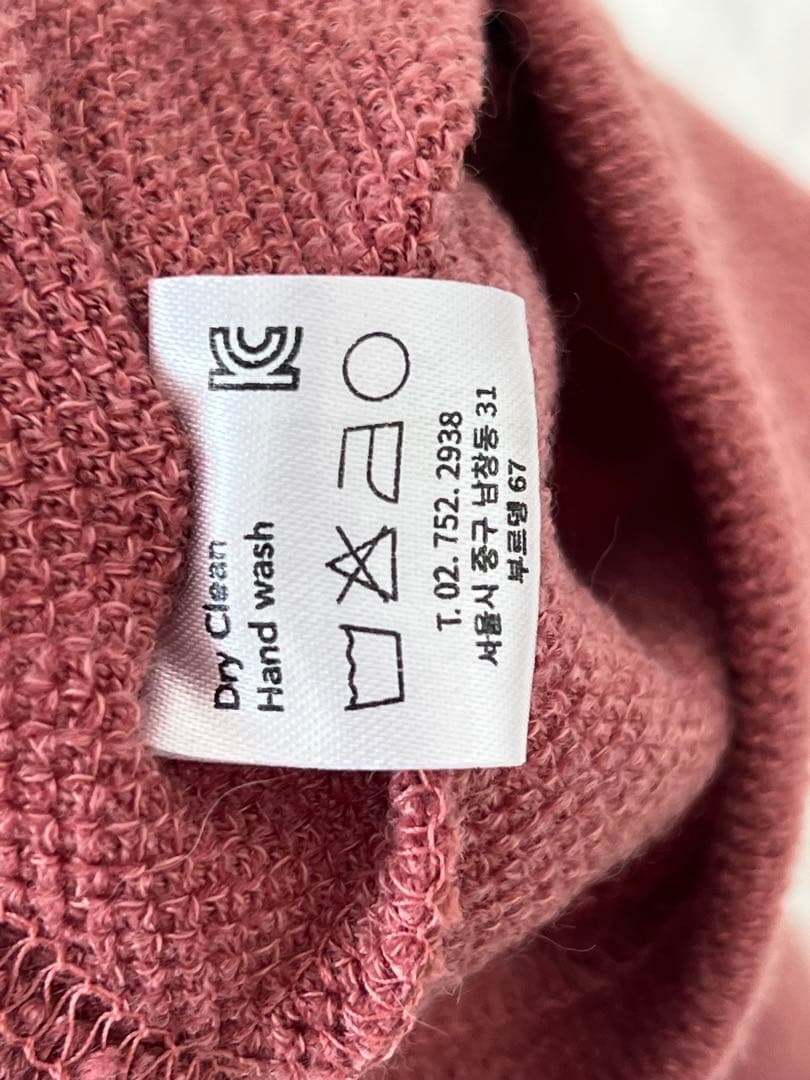 Dry Clean
Hand wash
KC
T. 02. 752. 2938
서울시 중구 남창동 31
부르뎅 67